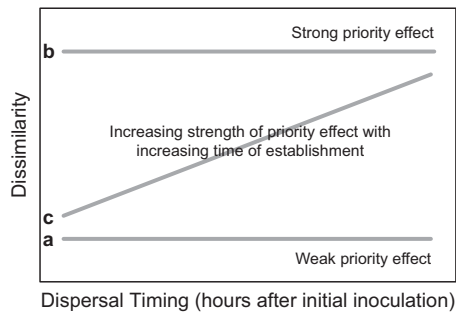 Strong priority effect
b
Dissimilarity
Increasing strength of priority effect with
increasing time of establishment
c
a
Weak priority effect
Dispersal Timing (hours after initial inoculation)